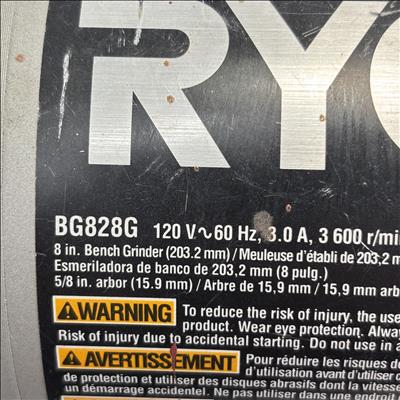 RY
BG828G 120 V~60 Hz, 3.0 A, 3 600 r/min
8 in. Bench Grinder (203.2 mm) / Meuleuse d'établi de 203,2 m
Esmeriladora de banco de 203,2 mm (8 pulg.)
5/8 in. arbor (15.9 mm) / Arbre de 15,9 mm / 15,9 mm arb
⚠WARNING To reduce the risk of injury, the use
product. Wear eye protection. Alway
Risk of injury due to accidental starting. Do not use in a
⚠AVERTISSEMENT Pour réduire les risques de
d'utilisation avant d'utiliser c
de protection et utiliser des disques abrasifs dont la vitesse
un démarrage accidentel. Ne pas utiliser dans une endroit